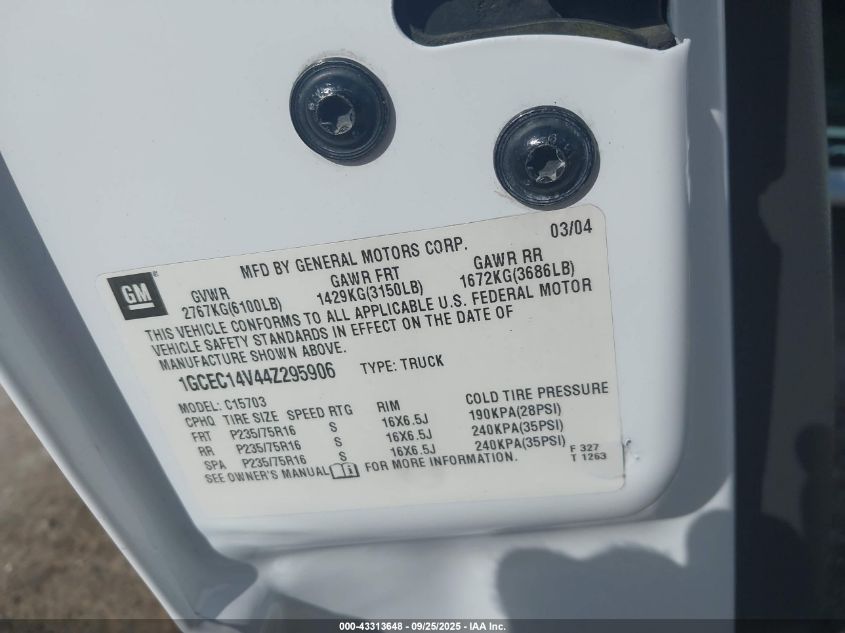 03/04
MFD BY GENERAL MOTORS CORP.
GM
GVWR GAWR FRT GAWR RR
2767KG(6100LB) 1429KG(3150LB) 1672KG(3686LB)
THIS VEHICLE CONFORMS TO ALL APPLICABLE U.S. FEDERAL MOTOR
VEHICLE SAFETY STANDARDS IN EFFECT ON THE DATE OF
MANUFACTURE SHOWN ABOVE.
1GCEC14V44Z295906 TYPE: TRUCK
MODEL: C15703
CPHQ TIRE SIZE SPEED RTG RIM COLD TIRE PRESSURE
FRT P235/75R16 S 16X6.5J 190KPA(28PSI)
RR P235/75R16 S 16X6.5J 240KPA(35PSI)
SPA P235/75R16 S 16X6.5J 240KPA(35PSI)
SEE OWNER'S MANUAL FOR MORE INFORMATION.
F 327
T 1263
000-43313648 - 09/25/2025 - IAA Inc.